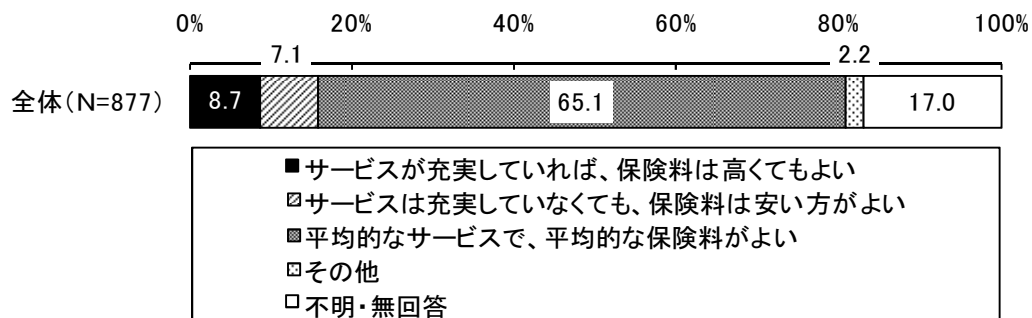 0% 20% 40% 60% 80% 100%
7.1 2.2
全体(N=877) 8.7 65.1 17.0
サービスが充実していれば、保険料は高くてもよい
サービスは充実していなくても、保険料は安い方がよい
平均的なサービスで、平均的な保険料がよい
その他
不明・無回答